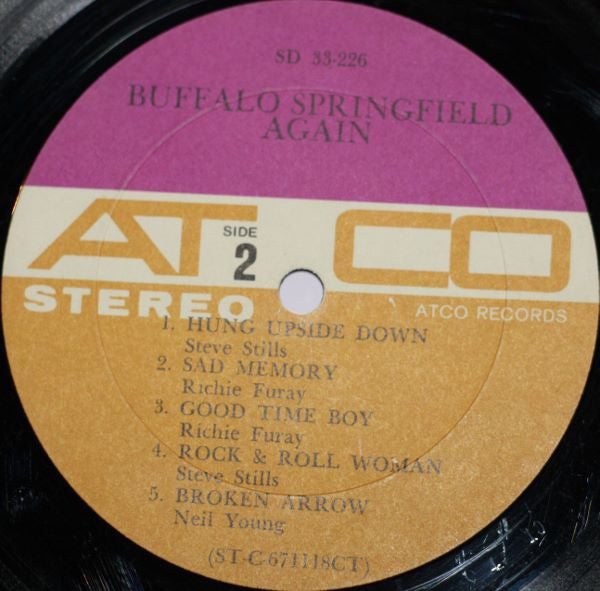 SD 33-226
BUFFALO SPRINGFIELD
AGAIN
ATCO
SIDE
2
STEREO
ATCO RECORDS
1. HUNG UPSIDE DOWN
Steve Stills
2. SAD MEMORY
Richie Furay
3. GOOD TIME BOY
Richie Furay
4. ROCK & ROLL WOMAN
Steve Stills
5. BROKEN ARROW
Neil Young
(ST-C-671118CT)